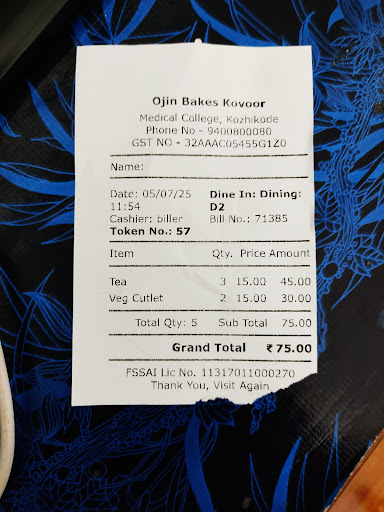 Ojin Bakes Kovoor
Medical College, Kozhikode
Phone No - 9400800080
GST NO - 32AAAC05455G1Z0
Name:
Date: 05/07/25 Dine In: Dining:
11:54 D2
Cashier: biller Bill No.: 71385
Token No.: 57
Item Qty. Price Amount
Tea 3 15.00 45.00
Veg Cutlet 2 15.00 30.00
Total Qty: 5 Sub Total 75.00
Grand Total ₹75.00
FSSAI Lic No. 11317011000270
Thank You, Visit Again